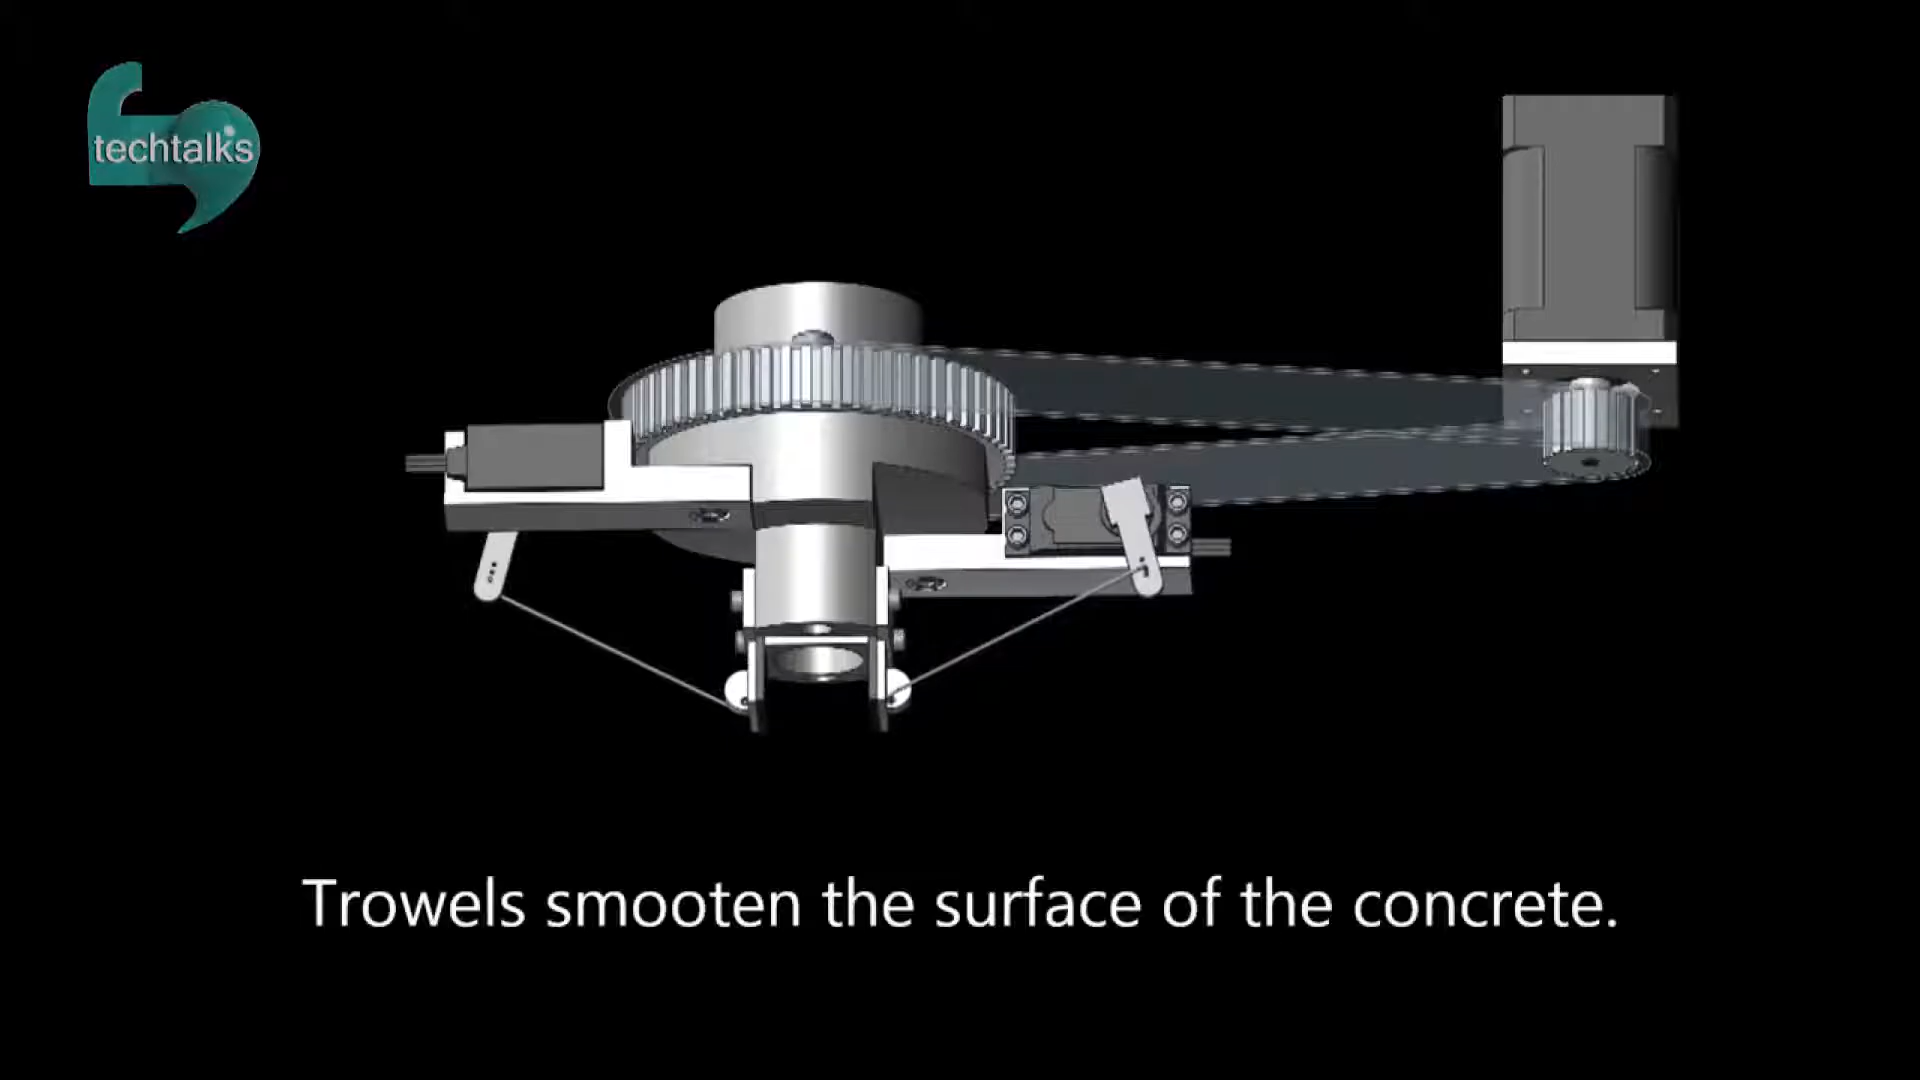 techtalks
Trowels smooten the surface of the concrete.